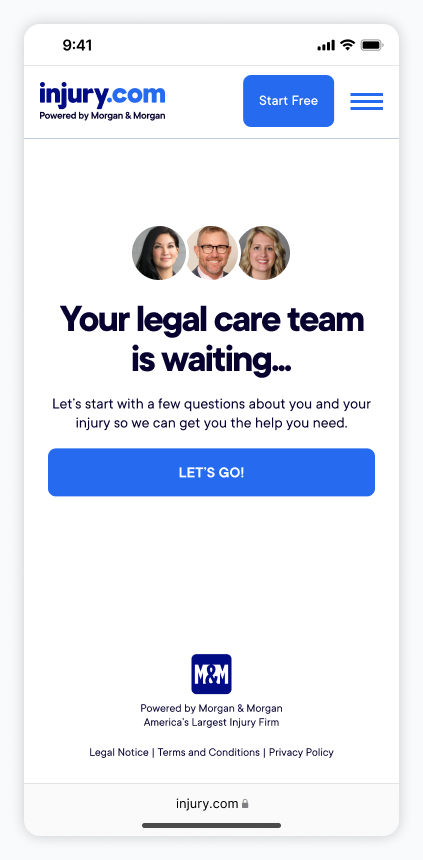 9:41
injury.com
Powered by Morgan & Morgan
Start Free
Your legal care team
is waiting...
Let's start with a few questions about you and your
injury so we can get you the help you need.
LET'S GO!
M&M
Powered by Morgan & Morgan
America's Largest Injury Firm
Legal Notice | Terms and Conditions | Privacy Policy
injury.com